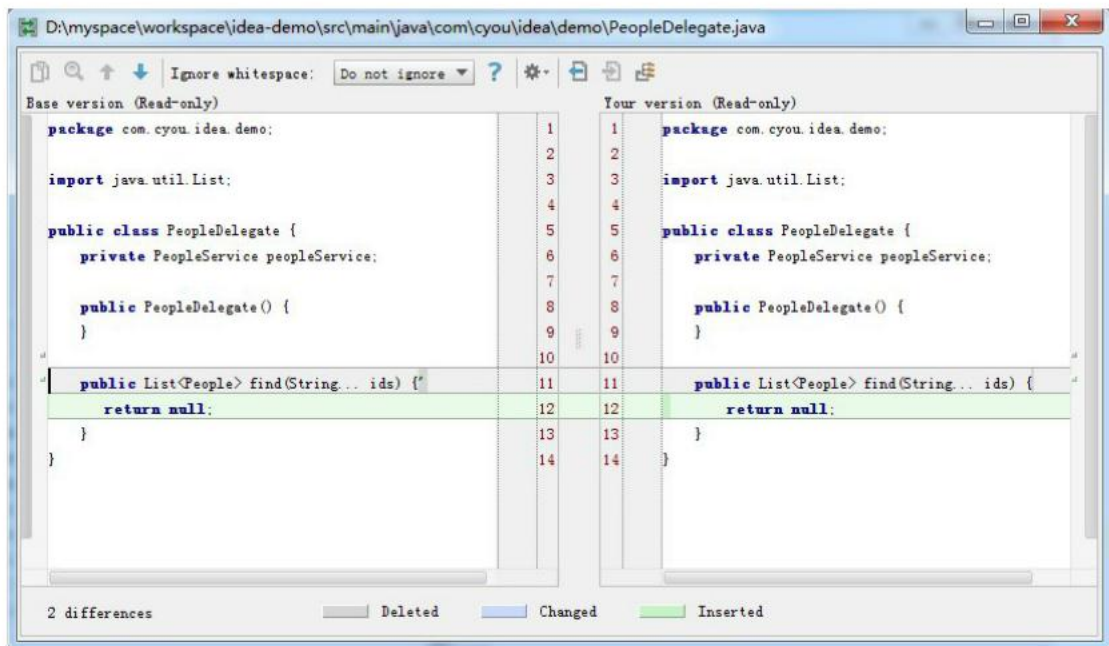 D:\myspace\workspace\idea-demo\src\main\java\com\cyou\idea\demo\PeopleDelegate.java
Ignore whitespace: Do not ignore ?
Base version (Read-only)
package com.cyou.idea.demo; 1
2
import java.util.List; 3
4
public class PeopleDelegate { 5
private PeopleService peopleService; 6
7
public PeopleDelegate() { 8
} 9
10
public List<People> find(String... ids) { 11
return null; 12
} 13
} 14
Your version (Read-only)
1 package com.cyou.idea.demo;
2
3 import java.util.List;
4
5 public class PeopleDelegate {
6 private PeopleService peopleService;
7
8 public PeopleDelegate() {
9 }
10
11 public List<People> find(String... ids) {
12 return null;
13 }
14 }
2 differences Deleted Changed Inserted